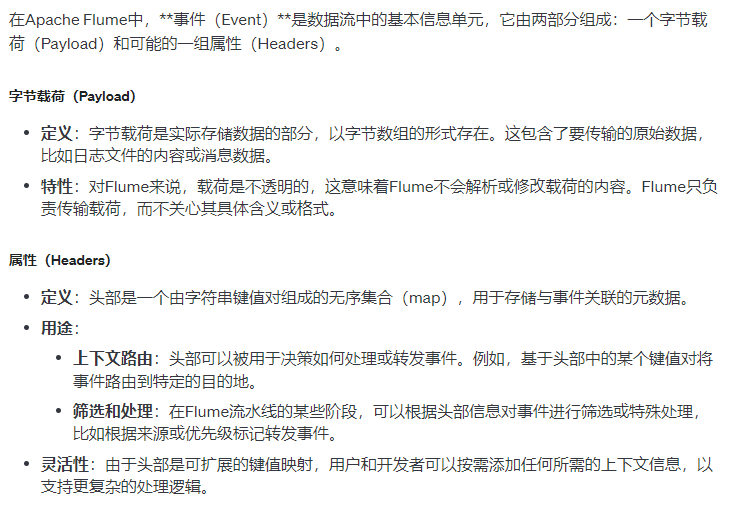 在Apache Flume中，**事件（Event）**是数据流中的基本信息单元，它由两部分组成：一个字节载
荷（Payload）和可能的一组属性（Headers）。
字节载荷（Payload）
• 定义：字节载荷是实际存储数据的部分，以字节数组的形式存在。这包含了要传输的原始数据，
比如日志文件的内容或消息数据。
• 特性：对Flume来说，载荷是不透明的，这意味着Flume不会解析或修改载荷的内容。Flume只负
责传输载荷，而不关心其具体含义或格式。
属性（Headers）
• 定义：头部是一个由字符串键值对组成的无序集合（map），用于存储与事件关联的元数据。
• 用途：
• 上下文路由：头部可以被用于决策如何处理或转发事件。例如，基于头部中的某个键值对将
事件路由到特定的目的地。
• 筛选和处理：在Flume流水线的某些阶段，可以根据头部信息对事件进行筛选或特殊处理，
比如根据来源或优先级标记转发事件。
• 灵活性：由于头部是可扩展的键值映射，用户和开发者可以按需添加任何所需的上下文信息，以
支持更复杂的处理逻辑。